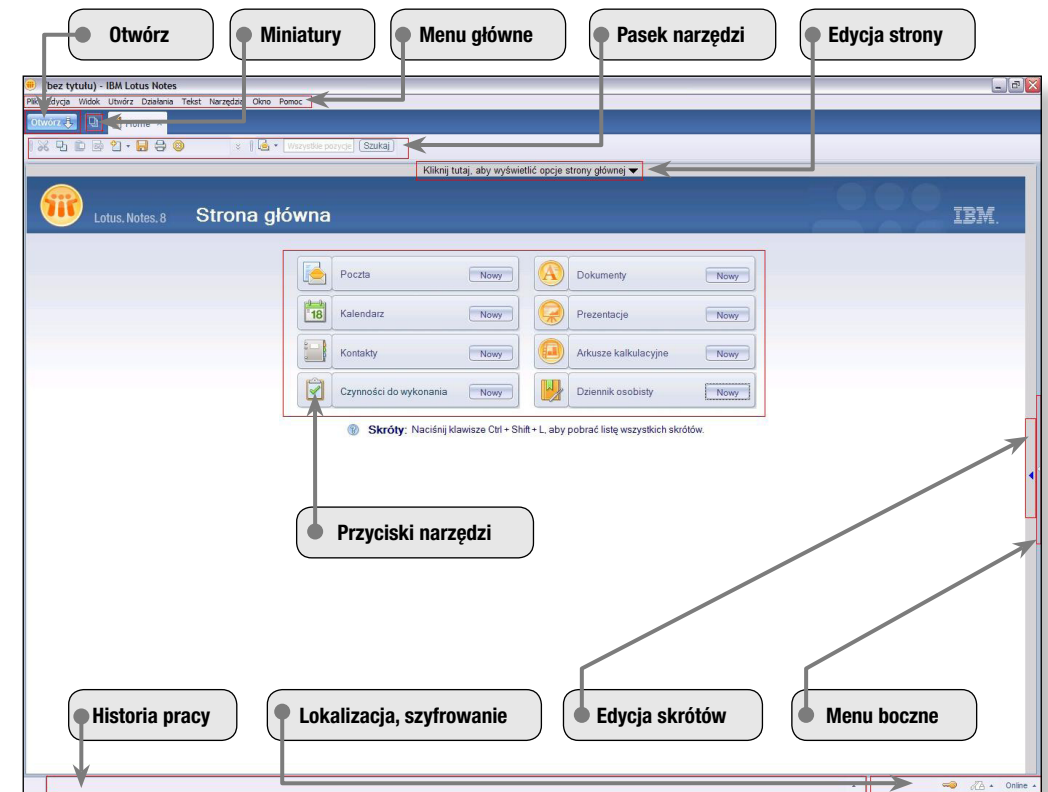 Otwórz
Miniatury
Menu główne
Pasek narzędzi
Edycja strony
(bez tytułu) - IBM Lotus Notes
Plik Edycja Widok Utwórz Działania Tekst Narzędzia Okno Pomoc
Otwórz
Home
Wszystkie pozycje Szukaj
Kliknij tutaj, aby wyświetlić opcje strony głównej
Lotus. Notes. 8 Strona główna
IBM.
Poczta Nowy
Dokumenty Nowy
18 Kalendarz Nowy
Prezentacje Nowy
Kontakty Nowy
Arkusze kalkulacyjne Nowy
Czynności do wykonania Nowy
Dziennik osobisty Nowy
Skróty: Naciśnij klawisze Ctrl + Shift + L, aby pobrać listę wszystkich skrótów.
Przyciski narzędzi
Historia pracy
Lokalizacja, szyfrowanie
Edycja skrótów
Menu boczne
Online